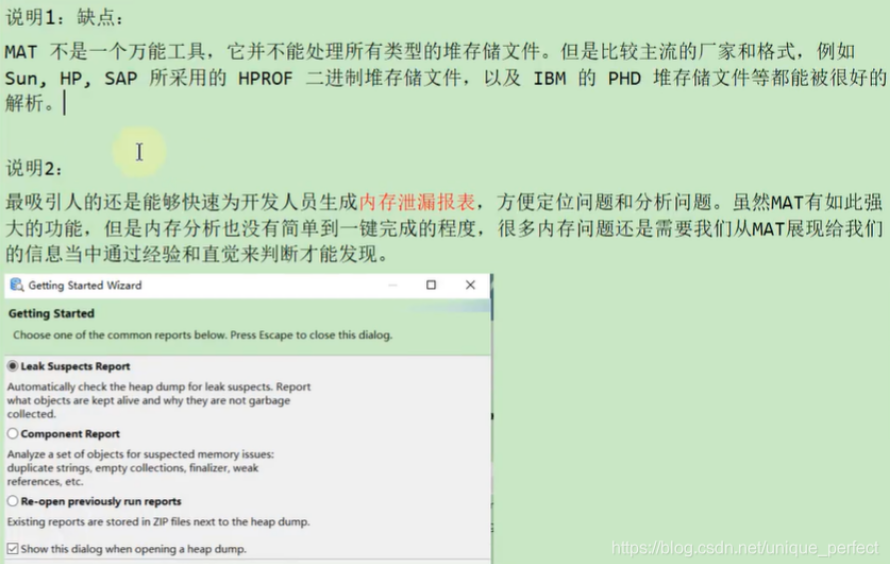 说明1：缺点：
MAT 不是一个万能工具，它并不能处理所有类型的堆存储文件。但是比较主流的厂家和格式，例如
Sun, HP, SAP 所采用的 HPROF 二进制堆存储文件，以及 IBM 的 PHD 堆存储文件等都能被很好的
解析。
说明2：
最吸引人的还是能够快速为开发人员生成内存泄漏报表，方便定位问题和分析问题。虽然MAT有如此强
大的功能，但是内存分析也没有简单到一键完成的程度，很多内存问题还是需要我们从MAT展现给我们
的信息当中通过经验和直觉来判断才能发现。
Getting Started Wizard
Getting Started
Choose one of the common reports below. Press Escape to close this dialog.
Leak Suspects Report
Automatically check the heap dump for leak suspects. Report
what objects are kept alive and why they are not garbage
collected.
Component Report
Analyze a set of objects for suspected memory issues:
duplicate strings, empty collections, finalizer, weak
references, etc.
Re-open previously run reports
Existing reports are stored in ZIP files next to the heap dump.
Show this dialog when opening a heap dump.
https://blog.csdn.net/unique_perfect